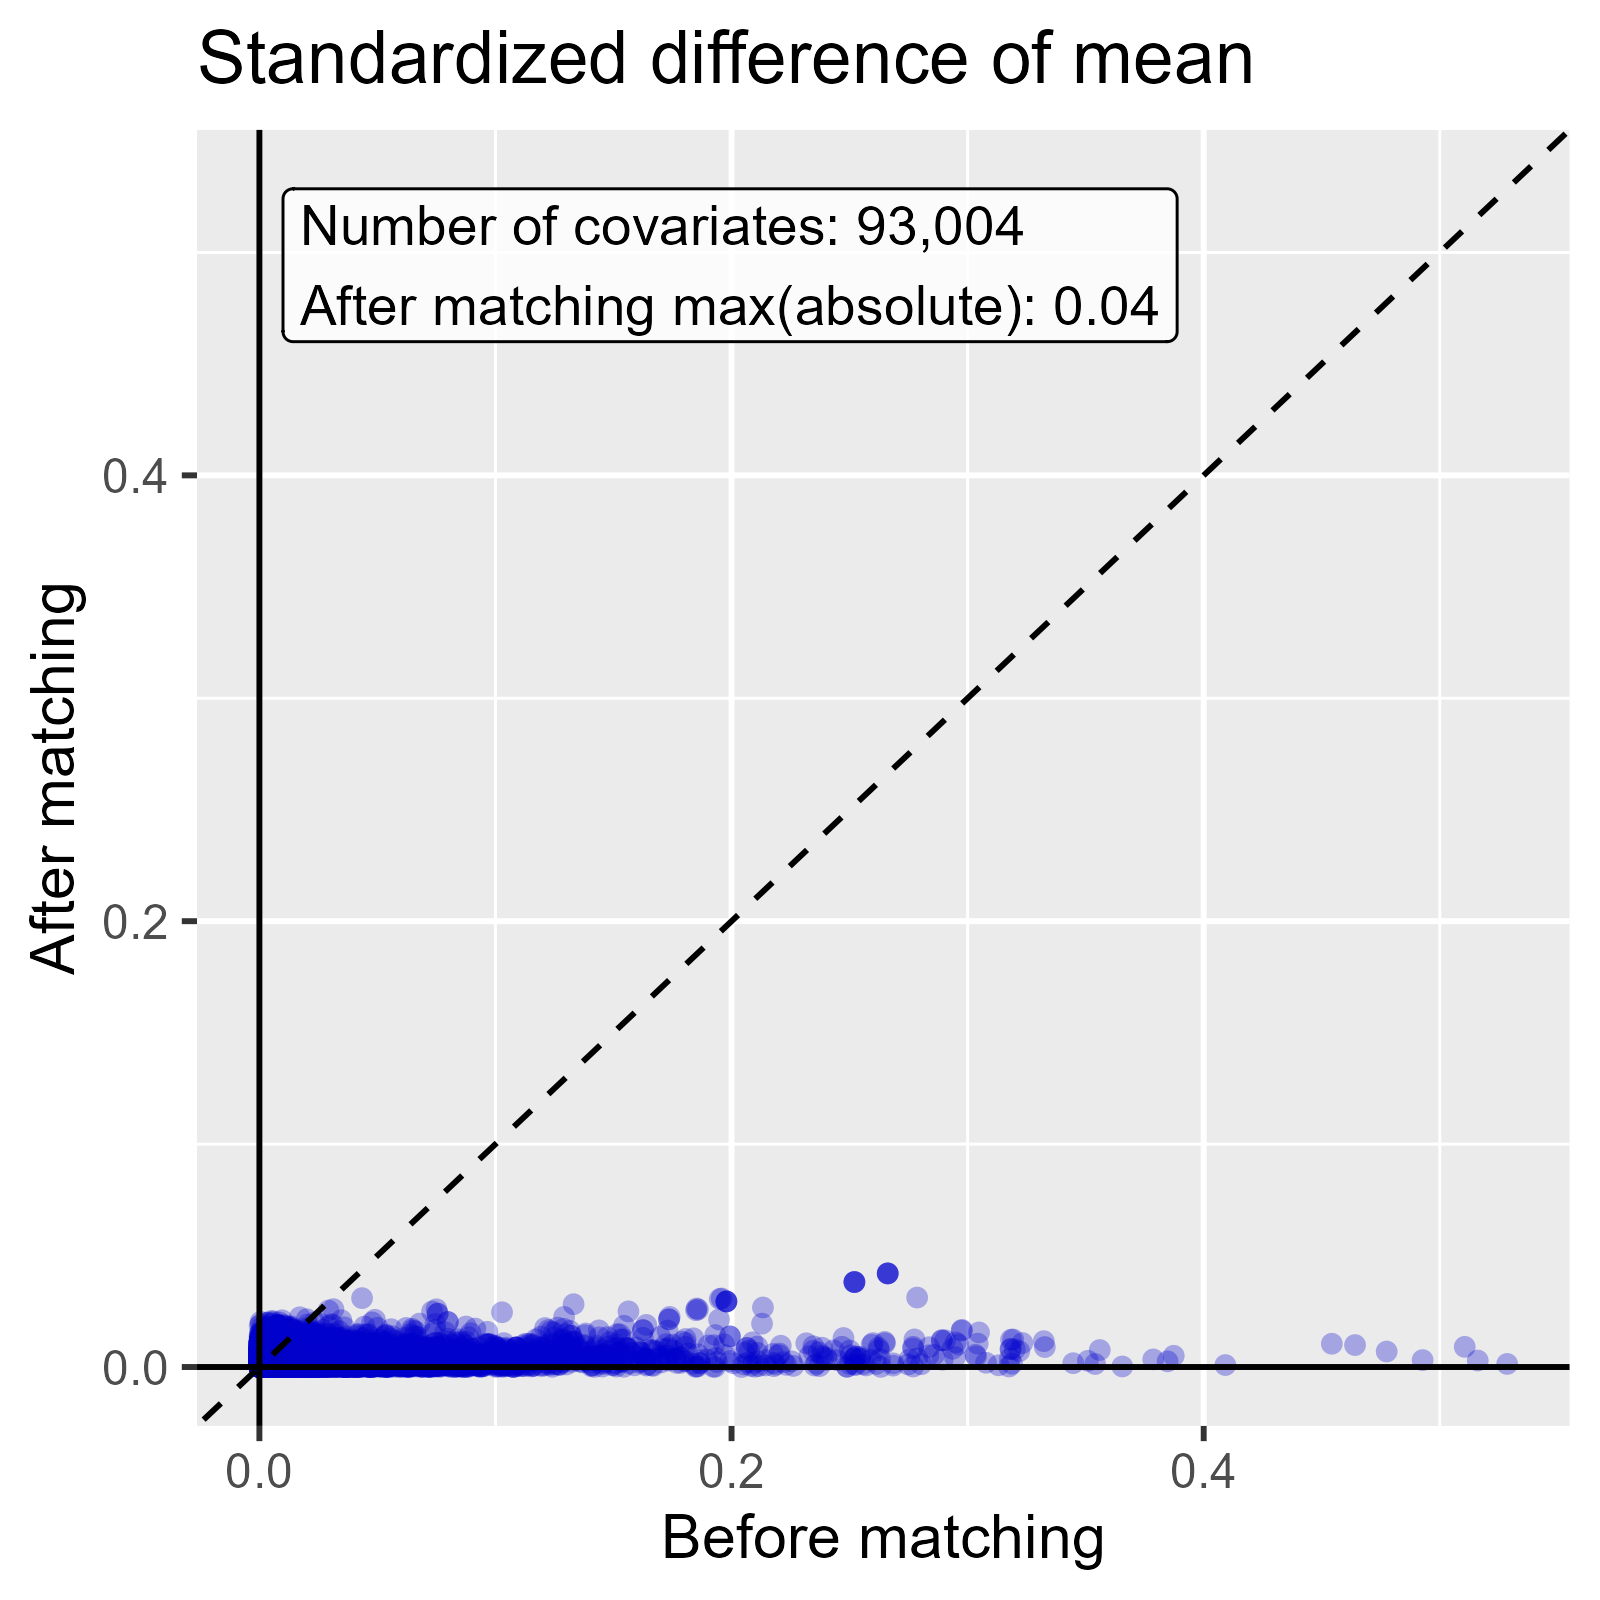 Standardized difference of mean
Number of covariates: 93,004
After matching max(absolute): 0.04
After matching
0.4
0.2
0.0
0.0
0.2
0.4
Before matching